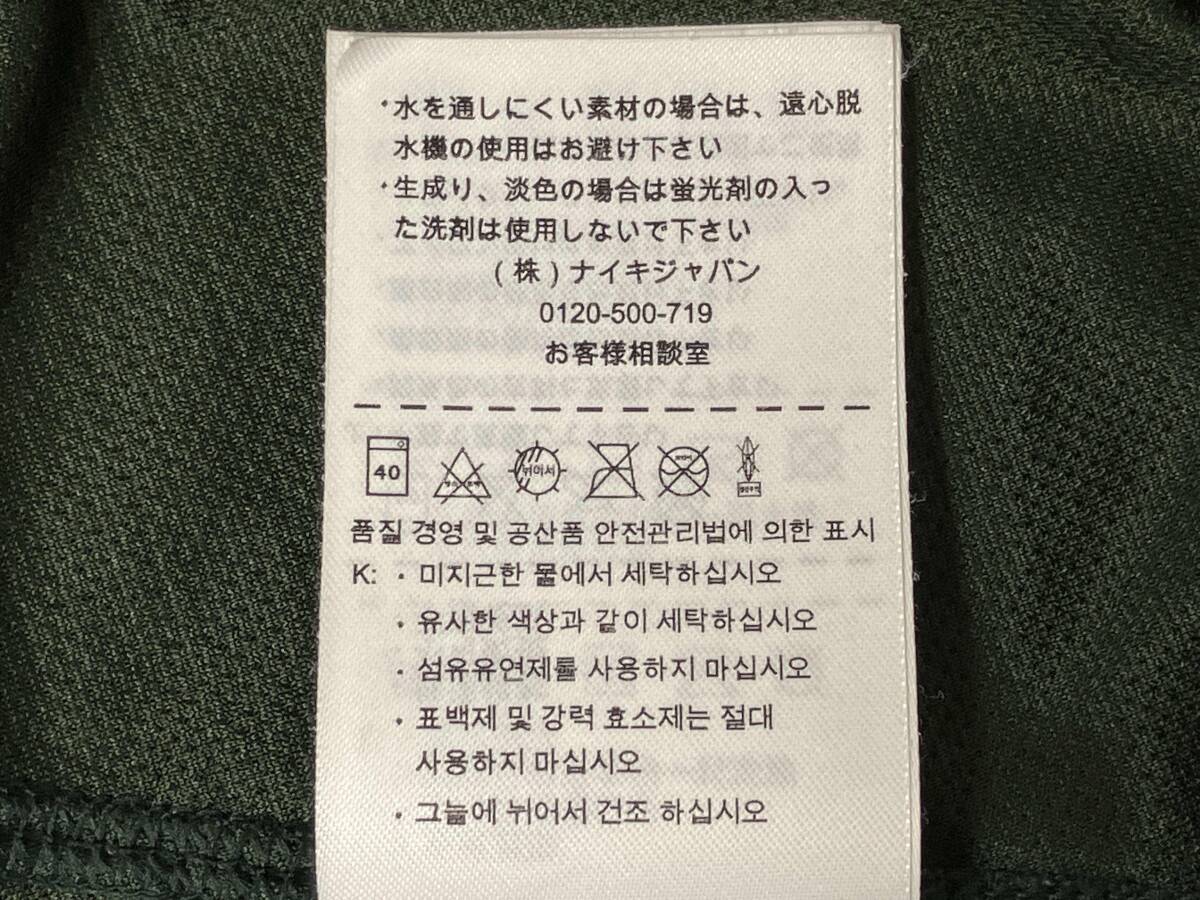 ・水を通しにくい素材の場合は、遠心脱
水機の使用はお避け下さい
・生成り、淡色の場合は蛍光剤の入っ
た洗剤は使用しないで下さい
(株)ナイキジャパン
0120-500-719
お客様相談室
40
뉘어서
품질 경영 및 공산품 안전관리법에 의한 표시
K: · 미지근한 물에서 세탁하십시오
· 유사한 색상과 같이 세탁하십시오
· 섬유유연제를 사용하지 마십시오
· 표백제 및 강력 효소제는 절대
사용하지 마십시오
· 그늘에 뉘어서 건조 하십시오